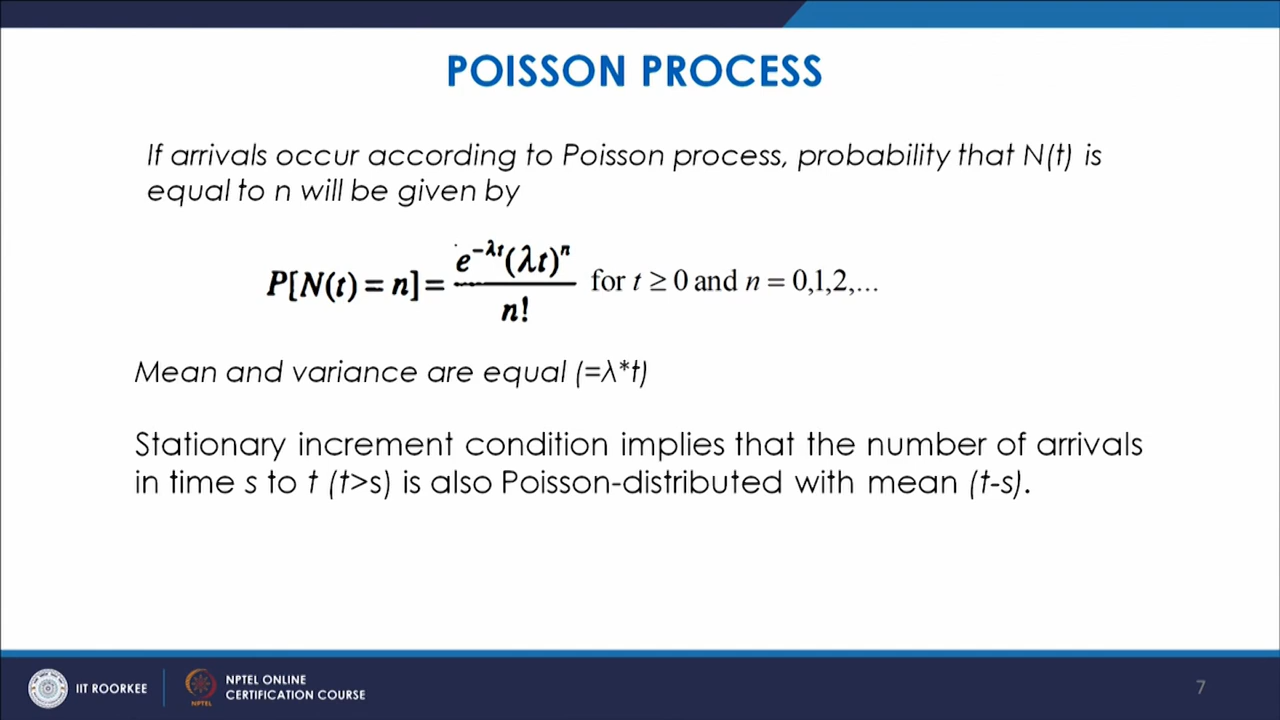 POISSON PROCESS
If arrivals occur according to Poisson process, probability that N(t) is
equal to n will be given by
P[N(t) = n] = e^{-λt}(λt)^n / n! for t ≥ 0 and n = 0,1,2,...
Mean and variance are equal (=λ*t)
Stationary increment condition implies that the number of arrivals
in time s to t (t>s) is also Poisson-distributed with mean (t-s).
IIT ROORKEE
NPTEL
NPTEL ONLINE
CERTIFICATION COURSE
7